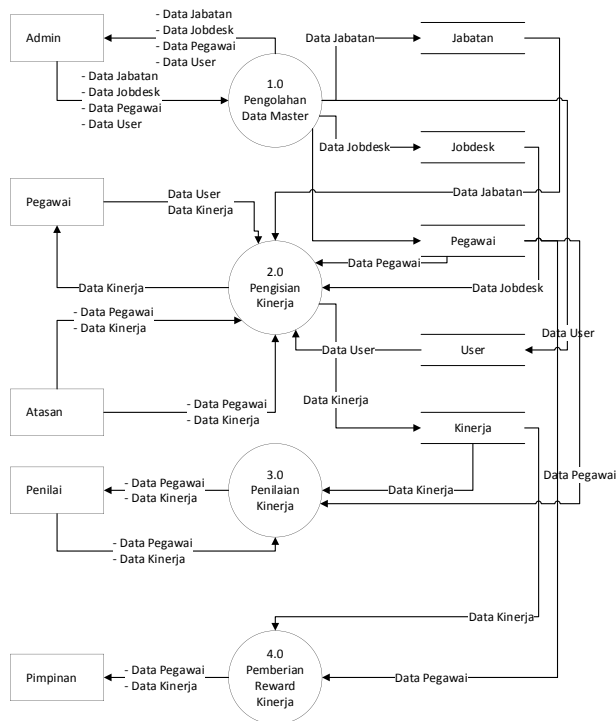 - Data Jabatan
- Data Jobdesk
- Data Pegawai
- Data User
Admin
Data Jabatan
Jabatan
- Data Jabatan
- Data Jobdesk
- Data Pegawai
- Data User
1.0
Pengolahan
Data Master
Data Jobdesk
Jobdesk
Data Jabatan
Pegawai
Data User
Data Kinerja
Pegawai
Data Pegawai
2.0
Pengisian
Kinerja
Data Kinerja
Data Jobdesk
- Data Pegawai
- Data Kinerja
Data User
Data User
User
Atasan
- Data Pegawai
- Data Kinerja
Data Kinerja
Kinerja
Data Pegawai
Penilai
- Data Pegawai
- Data Kinerja
3.0
Penilaian
Kinerja
Data Kinerja
- Data Pegawai
- Data Kinerja
Data Kinerja
4.0
Pemberian
Reward
Kinerja
Pimpinan
- Data Pegawai
- Data Kinerja
Data Pegawai